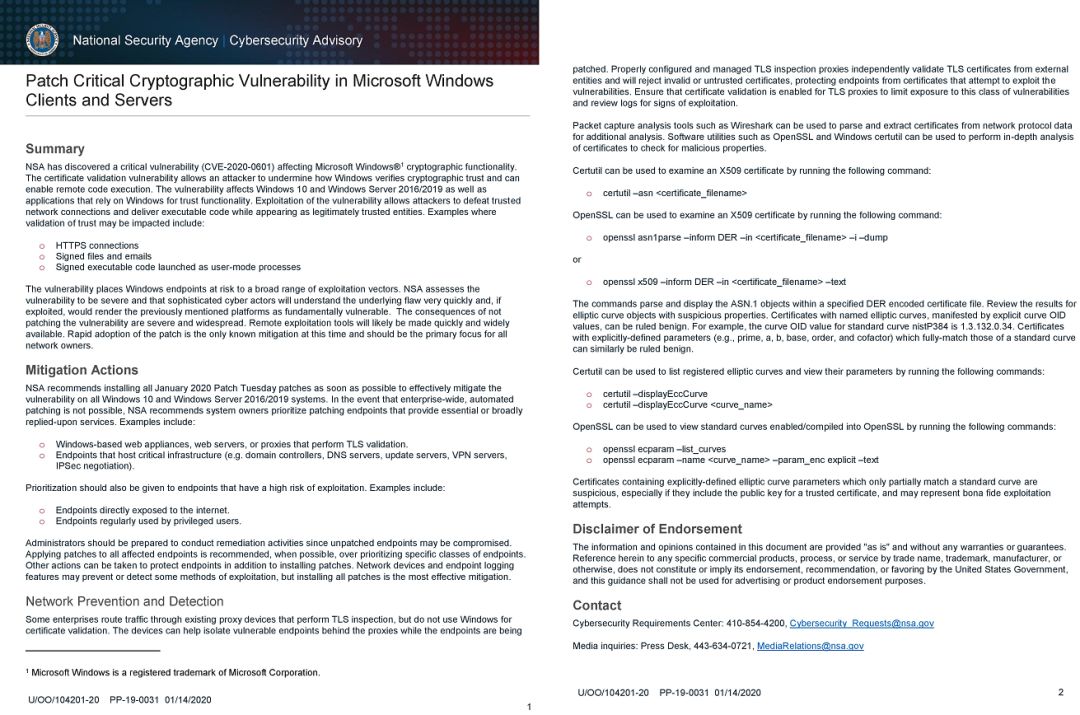 National Security Agency | Cybersecurity Advisory
Patch Critical Cryptographic Vulnerability in Microsoft Windows
Clients and Servers
Summary
NSA has discovered a critical vulnerability (CVE-2020-0601) affecting Microsoft Windows®¹ cryptographic functionality.
The certificate validation vulnerability allows an attacker to undermine how Windows verifies cryptographic trust and can
enable remote code execution. The vulnerability affects Windows 10 and Windows Server 2016/2019 as well as
applications that rely on Windows for trust functionality. Exploitation of the vulnerability allows attackers to defeat trusted
network connections and deliver executable code while appearing as legitimately trusted entities. Examples where
validation of trust may be impacted include:
o HTTPS connections
o Signed files and emails
o Signed executable code launched as user-mode processes
The vulnerability places Windows endpoints at risk to a broad range of exploitation vectors. NSA assesses the
vulnerability to be severe and that sophisticated cyber actors will understand the underlying flaw very quickly and, if
exploited, would render the previously mentioned platforms as fundamentally vulnerable. The consequences of not
patching the vulnerability are severe and widespread. Remote exploitation tools will likely be made quickly and widely
available. Rapid adoption of the patch is the only known mitigation at this time and should be the primary focus for all
network owners.
Mitigation Actions
NSA recommends installing all January 2020 Patch Tuesday patches as soon as possible to effectively mitigate the
vulnerability on all Windows 10 and Windows Server 2016/2019 systems. In the event that enterprise-wide, automated
patching is not possible, NSA recommends system owners prioritize patching endpoints that provide essential or broadly
replied-upon services. Examples include:
o Windows-based web appliances, web servers, or proxies that perform TLS validation.
o Endpoints that host critical infrastructure (e.g. domain controllers, DNS servers, update servers, VPN servers,
IPSec negotiation).
Prioritization should also be given to endpoints that have a high risk of exploitation. Examples include:
o Endpoints directly exposed to the internet.
o Endpoints regularly used by privileged users.
Administrators should be prepared to conduct remediation activities since unpatched endpoints may be compromised.
Applying patches to all affected endpoints is recommended, when possible, over prioritizing specific classes of endpoints.
Other actions can be taken to protect endpoints in addition to installing patches. Network devices and endpoint logging
features may prevent or detect some methods of exploitation, but installing all patches is the most effective mitigation.
Network Prevention and Detection
Some enterprises route traffic through existing proxy devices that perform TLS inspection, but do not use Windows for
certificate validation. The devices can help isolate vulnerable endpoints behind the proxies while the endpoints are being
¹ Microsoft Windows is a registered trademark of Microsoft Corporation.
U/OO/104201-20 PP-19-0031 01/14/2020
1
patched. Properly configured and managed TLS inspection proxies independently validate TLS certificates from external
entities and will reject invalid or untrusted certificates, protecting endpoints from certificates that attempt to exploit the
vulnerabilities. Ensure that certificate validation is enabled for TLS proxies to limit exposure to this class of vulnerabilities
and review logs for signs of exploitation.
Packet capture analysis tools such as Wireshark can be used to parse and extract certificates from network protocol data
for additional analysis. Software utilities such as OpenSSL and Windows certutil can be used to perform in-depth analysis
of certificates to check for malicious properties.
Certutil can be used to examine an X509 certificate by running the following command:
o certutil –asn <certificate_filename>
OpenSSL can be used to examine an X509 certificate by running the following command:
o openssl asn1parse –inform DER –in <certificate_filename> –i –dump
or
o openssl x509 –inform DER –in <certificate_filename> –text
The commands parse and display the ASN.1 objects within a specified DER encoded certificate file. Review the results for
elliptic curve objects with suspicious properties. Certificates with named elliptic curves, manifested by explicit curve OID
values, can be ruled benign. For example, the curve OID value for standard curve nistP384 is 1.3.132.0.34. Certificates
with explicitly-defined parameters (e.g., prime, a, b, base, order, and cofactor) which fully-match those of a standard curve
can similarly be ruled benign.
Certutil can be used to list registered elliptic curves and view their parameters by running the following commands:
o certutil –displayEccCurve
o certutil –displayEccCurve <curve_name>
OpenSSL can be used to view standard curves enabled/compiled into OpenSSL by running the following commands:
o openssl ecparam –list_curves
o openssl ecparam –name <curve_name> –param_enc explicit –text
Certificates containing explicitly-defined elliptic curve parameters which only partially match a standard curve are
suspicious, especially if they include the public key for a trusted certificate, and may represent bona fide exploitation
attempts.
Disclaimer of Endorsement
The information and opinions contained in this document are provided "as is" and without any warranties or guarantees.
Reference herein to any specific commercial products, process, or service by trade name, trademark, manufacturer, or
otherwise, does not constitute or imply its endorsement, recommendation, or favoring by the United States Government,
and this guidance shall not be used for advertising or product endorsement purposes.
Contact
Cybersecurity Requirements Center: 410-854-4200, Cybersecurity_Requests@nsa.gov
Media inquiries: Press Desk, 443-634-0721, MediaRelations@nsa.gov
U/OO/104201-20 PP-19-0031 01/14/2020
2